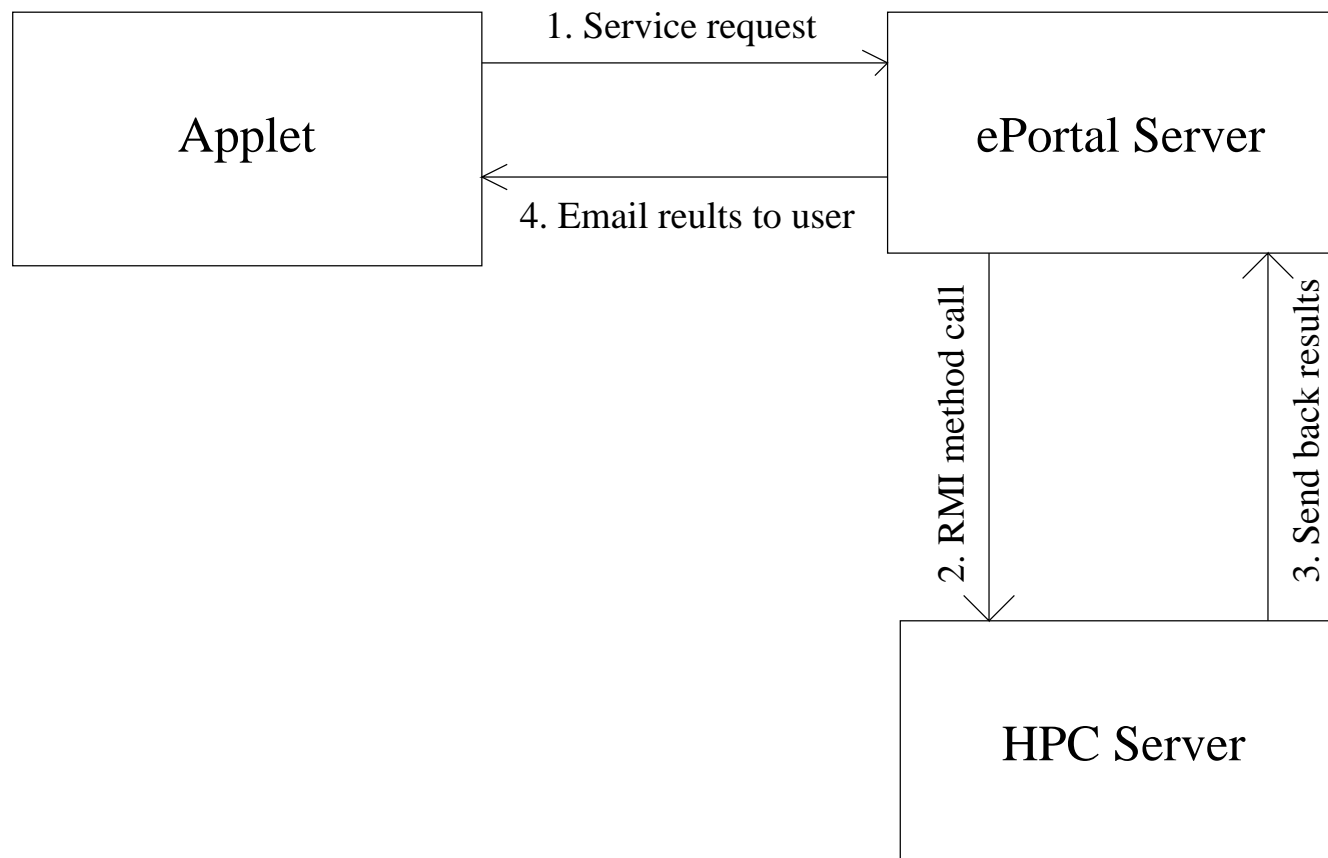 1. Service request
Applet
ePortal Server
4. Email reults to user
2. RMI method call
3. Send back results
HPC Server